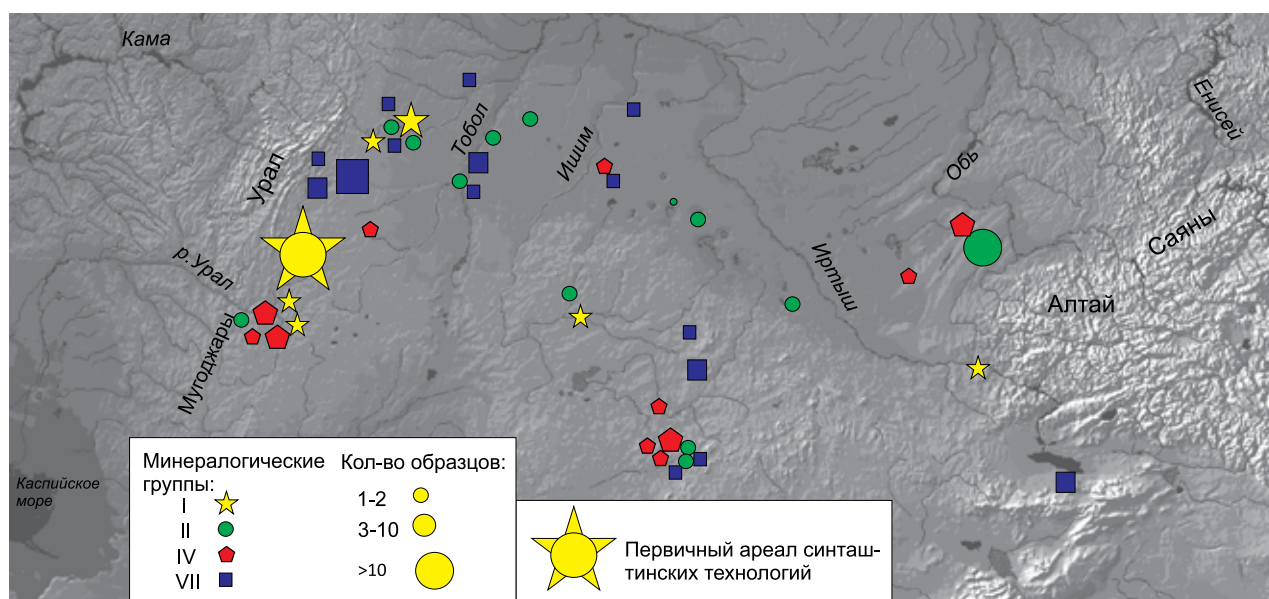 Кама
Енисей
Тобол
Ишим
Урал
Обь
Саяны
р. Урал
Иртыш
Алтай
Мугоджары
Каспийское
море
Минералогические
группы:
I
II
IV
VII
Кол-во образцов:
1-2
3-10
>10
Первичный ареал синташ-
тинских технологий